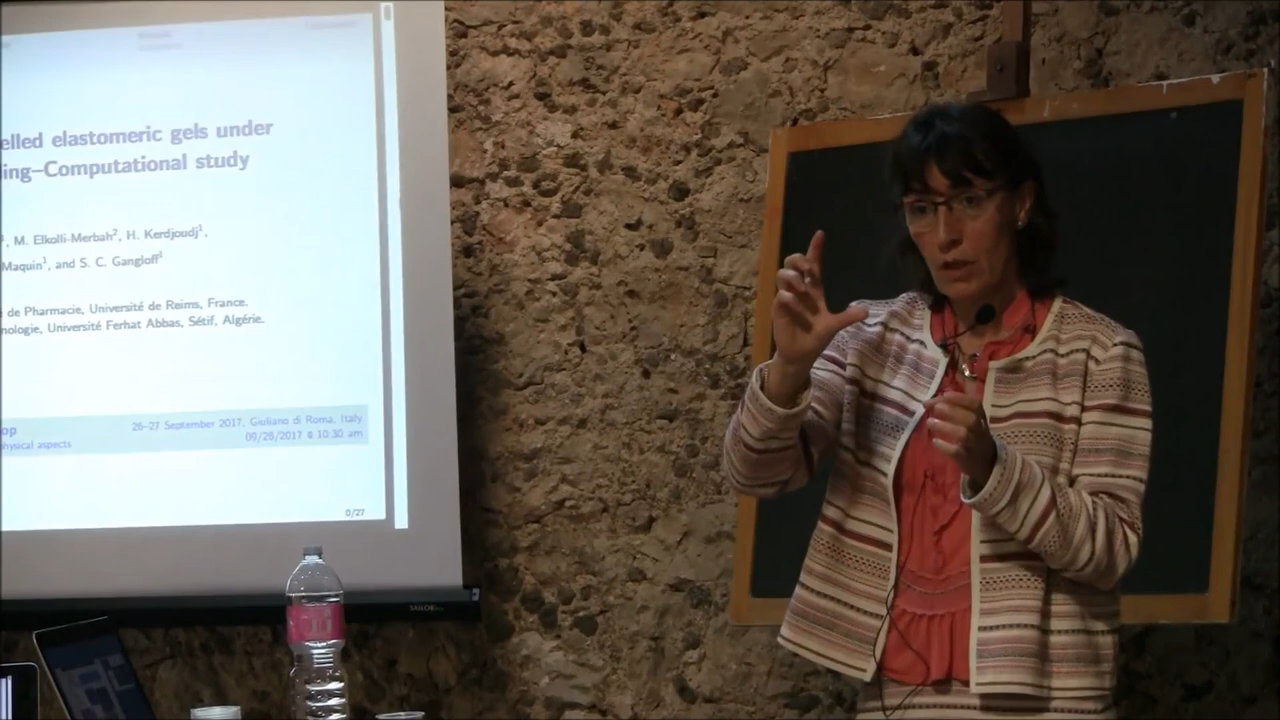 elled elastomeric gels under
ing–Computational study
M. Elkolli-Merbah², H. Kerdjoudj¹,
Maquin¹, and S. C. Gangloff¹
de Pharmacie, Université de Reims, France.
nologie, Université Ferhat Abbas, Sétif, Algérie.
op
26–27 September 2017, Giuliano di Roma, Italy
hysical aspects
09/26/2017 @ 10:30 am
0/27
SAILOR